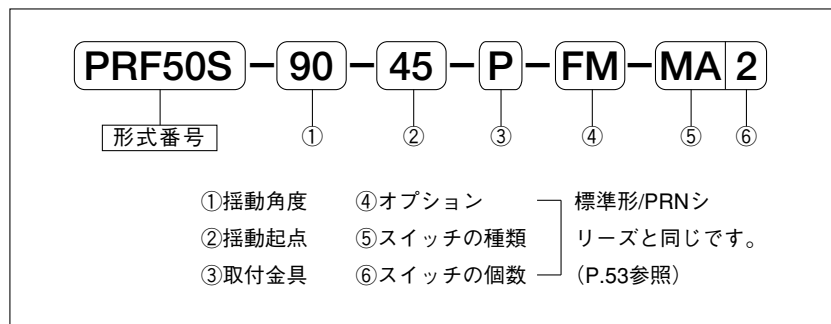 PRF50S-90-45-P-FM-MA2
形式番号 ① ② ③ ④ ⑤ ⑥
①揺動角度 ④オプション 標準形/PRNシ
②揺動起点 ⑤スイッチの種類 リーズと同じです。
③取付金具 ⑥スイッチの個数 （P.53参照）